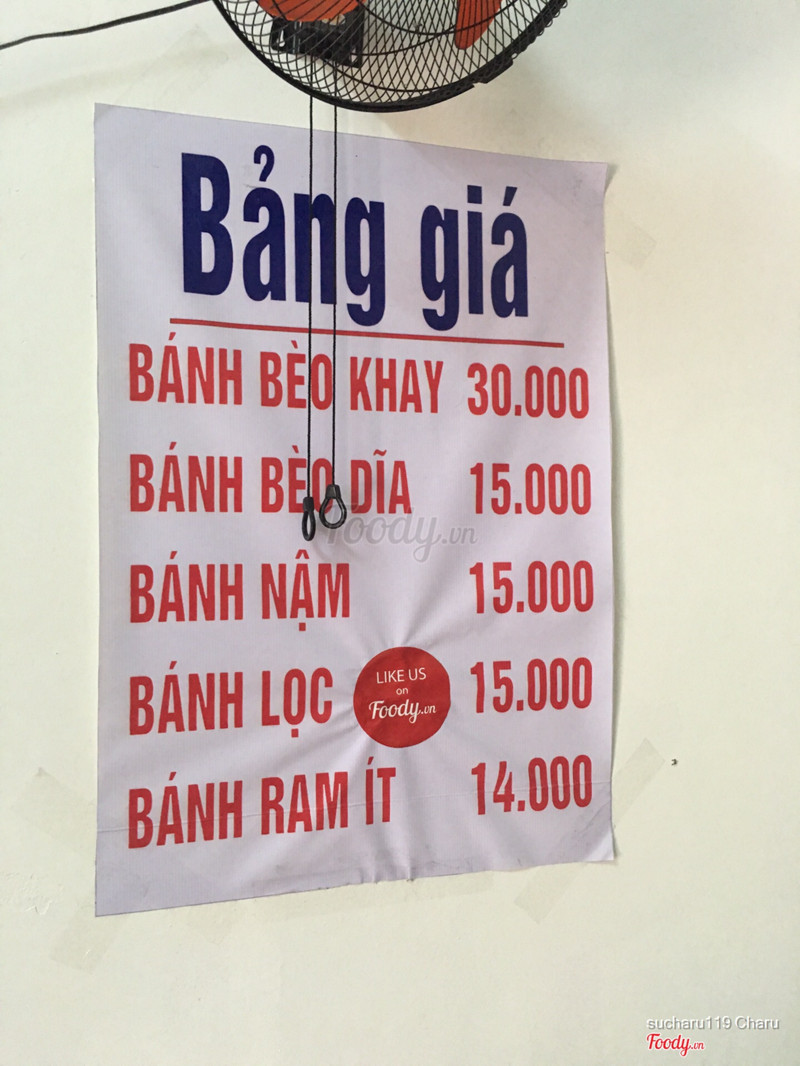 Bảng giá
BÁNH BÈO KHAY 30.000
BÁNH BÈO DĨA 15.000
Foody.vn
BÁNH NẬM 15.000
BÁNH LỌC 15.000
LIKE US
on
Foody.vn
BÁNH RAM ÍT 14.000
sucharu119 Charu
Foody.vn